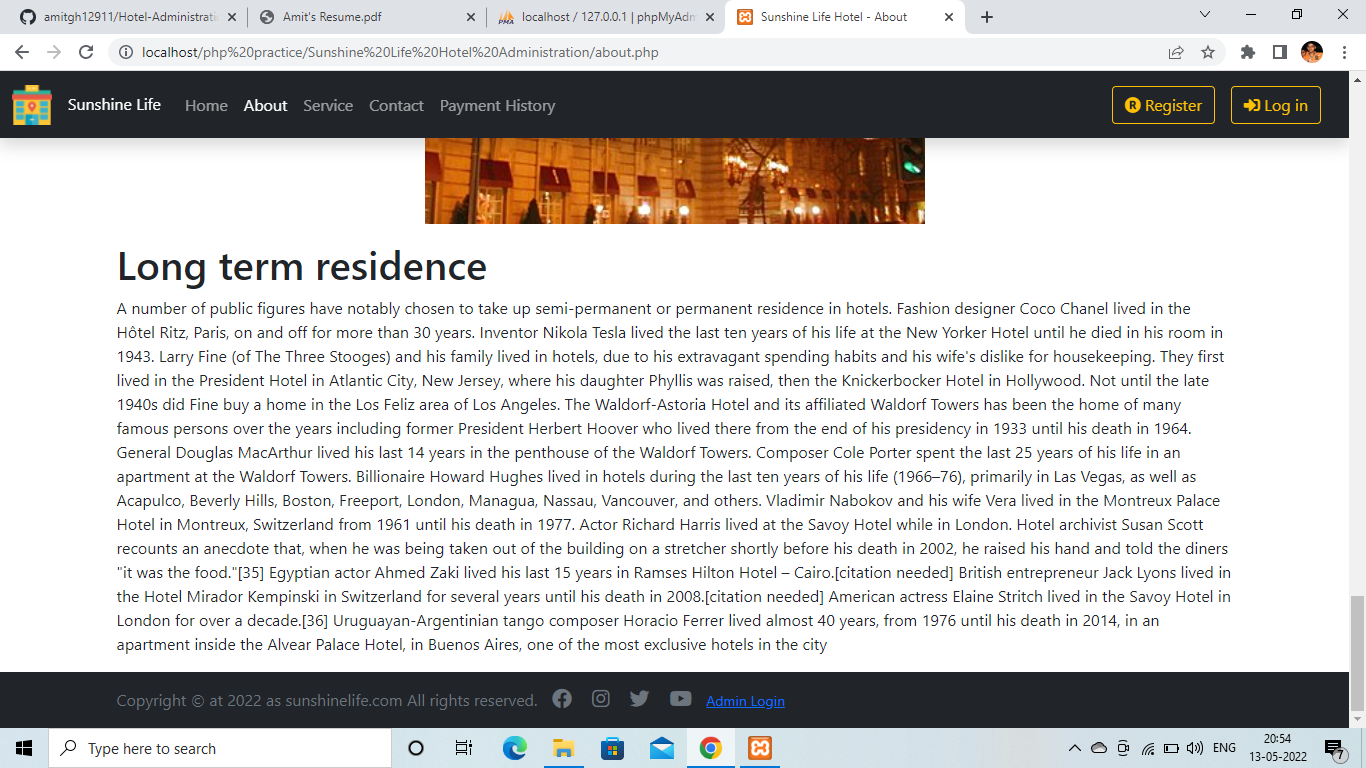 amitgh12911/Hotel-Administrati
Amit's Resume.pdf
localhost / 127.0.0.1 | phpMyAdm
Sunshine Life Hotel - About
localhost/php%20practice/Sunshine%20Life%20Hotel%20Administration/about.php
Sunshine Life
Home
About
Service
Contact
Payment History
Register
Log in
Long term residence
A number of public figures have notably chosen to take up semi-permanent or permanent residence in hotels. Fashion designer Coco Chanel lived in the
Hôtel Ritz, Paris, on and off for more than 30 years. Inventor Nikola Tesla lived the last ten years of his life at the New Yorker Hotel until he died in his room in
1943. Larry Fine (of The Three Stooges) and his family lived in hotels, due to his extravagant spending habits and his wife's dislike for housekeeping. They first
lived in the President Hotel in Atlantic City, New Jersey, where his daughter Phyllis was raised, then the Knickerbocker Hotel in Hollywood. Not until the late
1940s did Fine buy a home in the Los Feliz area of Los Angeles. The Waldorf-Astoria Hotel and its affiliated Waldorf Towers has been the home of many
famous persons over the years including former President Herbert Hoover who lived there from the end of his presidency in 1933 until his death in 1964.
General Douglas MacArthur lived his last 14 years in the penthouse of the Waldorf Towers. Composer Cole Porter spent the last 25 years of his life in an
apartment at the Waldorf Towers. Billionaire Howard Hughes lived in hotels during the last ten years of his life (1966–76), primarily in Las Vegas, as well as
Acapulco, Beverly Hills, Boston, Freeport, London, Managua, Nassau, Vancouver, and others. Vladimir Nabokov and his wife Vera lived in the Montreux Palace
Hotel in Montreux, Switzerland from 1961 until his death in 1977. Actor Richard Harris lived at the Savoy Hotel while in London. Hotel archivist Susan Scott
recounts an anecdote that, when he was being taken out of the building on a stretcher shortly before his death in 2002, he raised his hand and told the diners
"it was the food."[35] Egyptian actor Ahmed Zaki lived his last 15 years in Ramses Hilton Hotel – Cairo.[citation needed] British entrepreneur Jack Lyons lived in
the Hotel Mirador Kempinski in Switzerland for several years until his death in 2008.[citation needed] American actress Elaine Stritch lived in the Savoy Hotel in
London for over a decade.[36] Uruguayan-Argentinian tango composer Horacio Ferrer lived almost 40 years, from 1976 until his death in 2014, in an
apartment inside the Alvear Palace Hotel, in Buenos Aires, one of the most exclusive hotels in the city
Copyright © at 2022 as sunshinelife.com All rights reserved.
Admin Login
Type here to search
ENG
20:54
13-05-2022
7